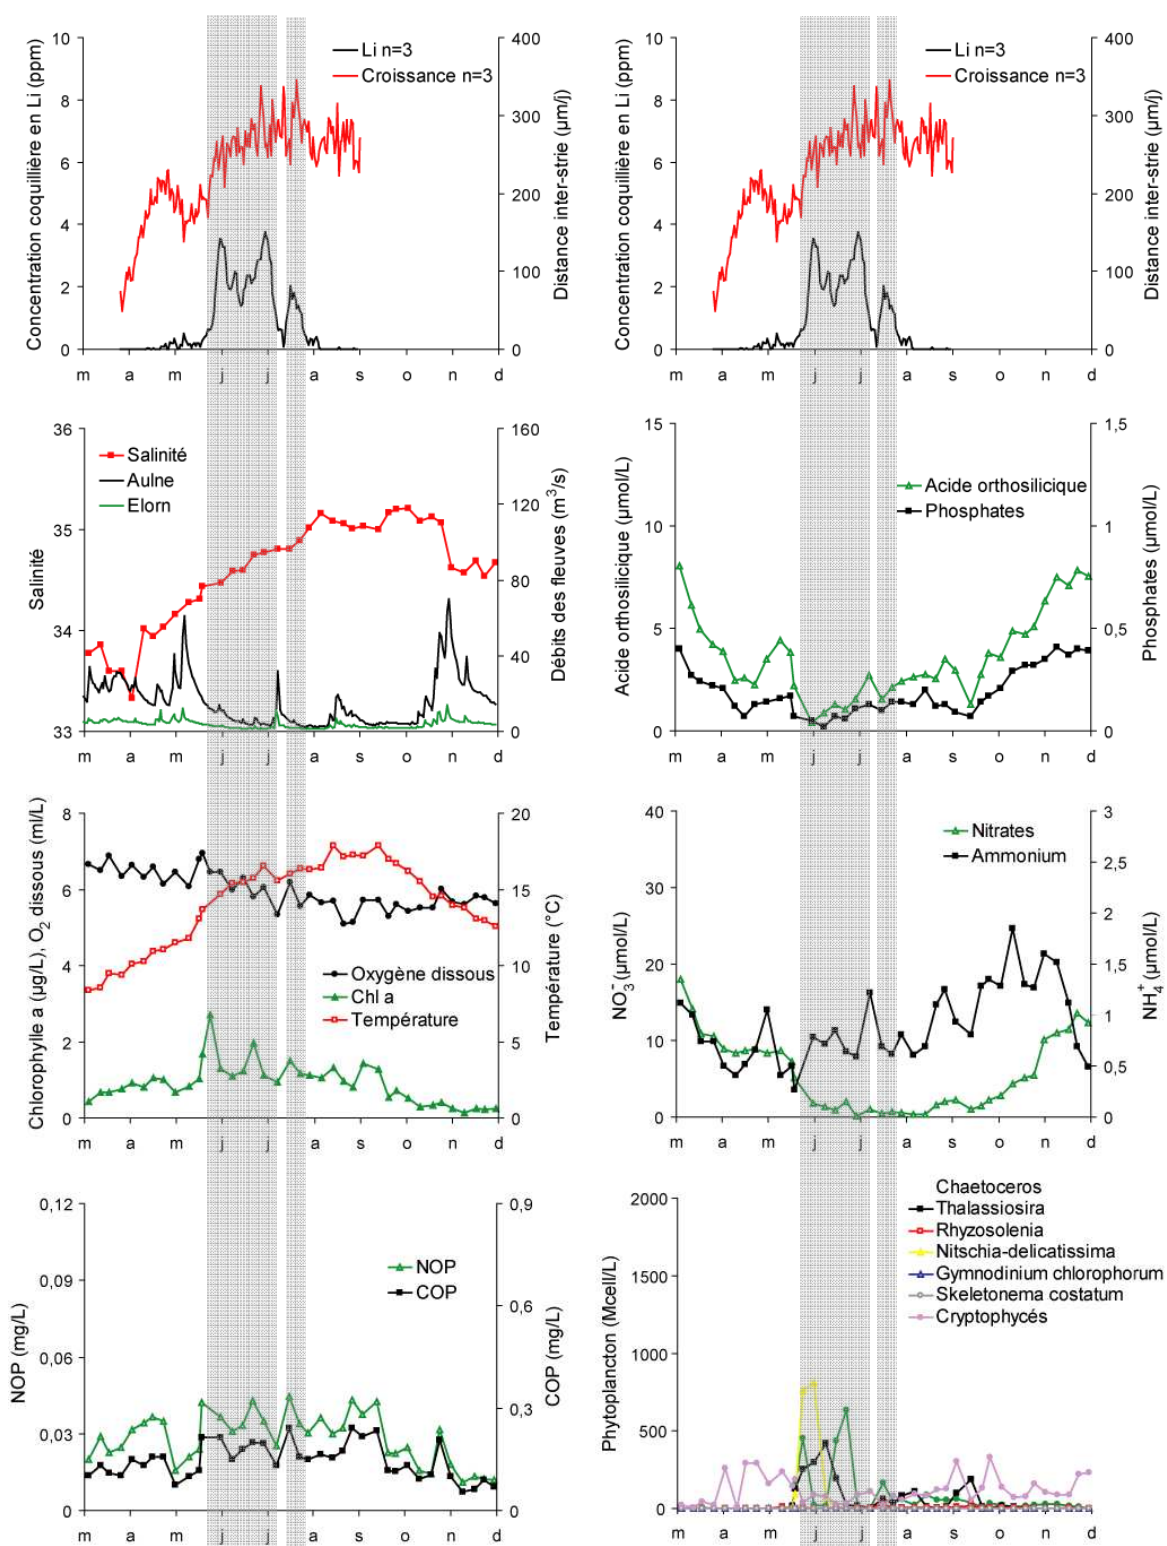 10
8
6
4
2
0
Concentration coquillière en Li (ppm)
Li n=3
Croissance n=3
400
300
200
100
0
Distance inter-strie (µm/j)
m a m j j a s o n d
10
8
6
4
2
0
Concentration coquillière en Li (ppm)
Li n=3
Croissance n=3
400
300
200
100
0
Distance inter-strie (µm/j)
m a m j j a s o n d
36
35
34
33
Salinité
Salinité
Aulne
Elorn
160
120
80
40
0
Débits des fleuves (m³/s)
m a m j j a s o n d
15
10
5
0
Acide orthosilicique (µmol/L)
Acide orthosilicique
Phosphates
1,5
1
0,5
0
Phosphates (µmol/L)
m a m j j a s o n d
8
6
4
2
0
Chlorophylle a (µg/L), O₂ dissous (ml/L)
Oxygène dissous
Chl a
Température
20
15
10
5
0
Température (°C)
m a m j j a s o n d
40
30
20
10
0
NO₃⁻ (µmol/L)
Nitrates
Ammonium
3
2,5
2
1,5
1
0,5
0
NH₄⁺ (µmol/L)
m a m j j a s o n d
0,12
0,09
0,06
0,03
0
NOP (mg/L)
NOP
COP
0,9
0,6
0,3
0
COP (mg/L)
m a m j j a s o n d
2000
1500
1000
500
0
Phytoplancton (Mcell/L)
Chaetoceros
Thalassiosira
Rhyzosolenia
Nitschia-delicatissima
Gymnodinium chlorophorum
Skeletonema costatum
Cryptophycés
m a m j j a s o n d